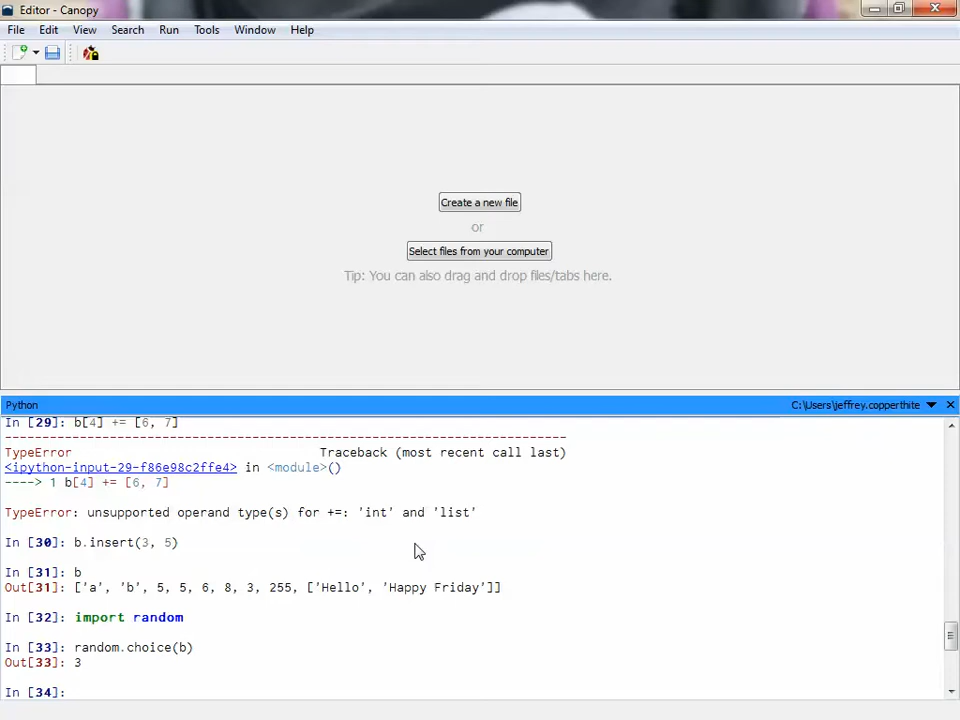 Editor - Canopy
File Edit View Search Run Tools Window Help
Create a new file
or
Select files from your computer
Tip: You can also drag and drop files/tabs here.
Python C:\Users\jeffrey.copperthite
In [29]: b[4] += [6, 7]
---------------------------------------------------------------------------
TypeError Traceback (most recent call last)
<ipython-input-29-f86e98c2ffe4> in <module>()
----> 1 b[4] += [6, 7]
TypeError: unsupported operand type(s) for +=: 'int' and 'list'
In [30]: b.insert(3, 5)
In [31]: b
Out[31]: ['a', 'b', 5, 5, 6, 8, 3, 255, ['Hello', 'Happy Friday']]
In [32]: import random
In [33]: random.choice(b)
Out[33]: 3
In [34]: